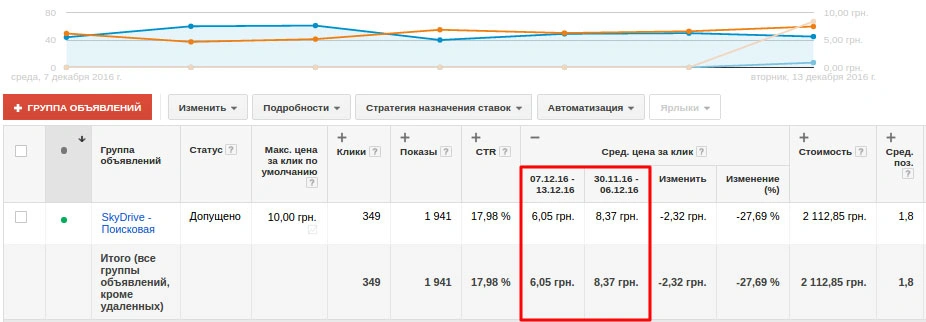 80
10,00 грн.
40
5,00 грн.
0
0,00 грн.
среда, 7 декабря 2016 г.
вторник, 13 декабря 2016 г.
+ ГРУППА ОБЪЯВЛЕНИЙ
Изменить
Подробности
Стратегия назначения ставок
Автоматизация
Ярлыки
Группа объявлений
Статус ?
Макс. цена за клик по умолчанию ?
Клики ?
Показы ?
CTR ?
Сред. цена за клик ?
07.12.16 - 13.12.16
30.11.16 - 06.12.16
Изменить
Изменение (%)
Стоимость ?
Сред. поз. ?
SkyDrive - Поисковая
Допущено
10,00 грн.
349
1 941
17,98 %
6,05 грн.
8,37 грн.
-2,32 грн.
-27,69 %
2 112,85 грн.
1,8
Итого (все группы объявлений, кроме удаленных)
349
1 941
17,98 %
6,05 грн.
8,37 грн.
-2,32 грн.
-27,69 %
2 112,85 грн.
1,8